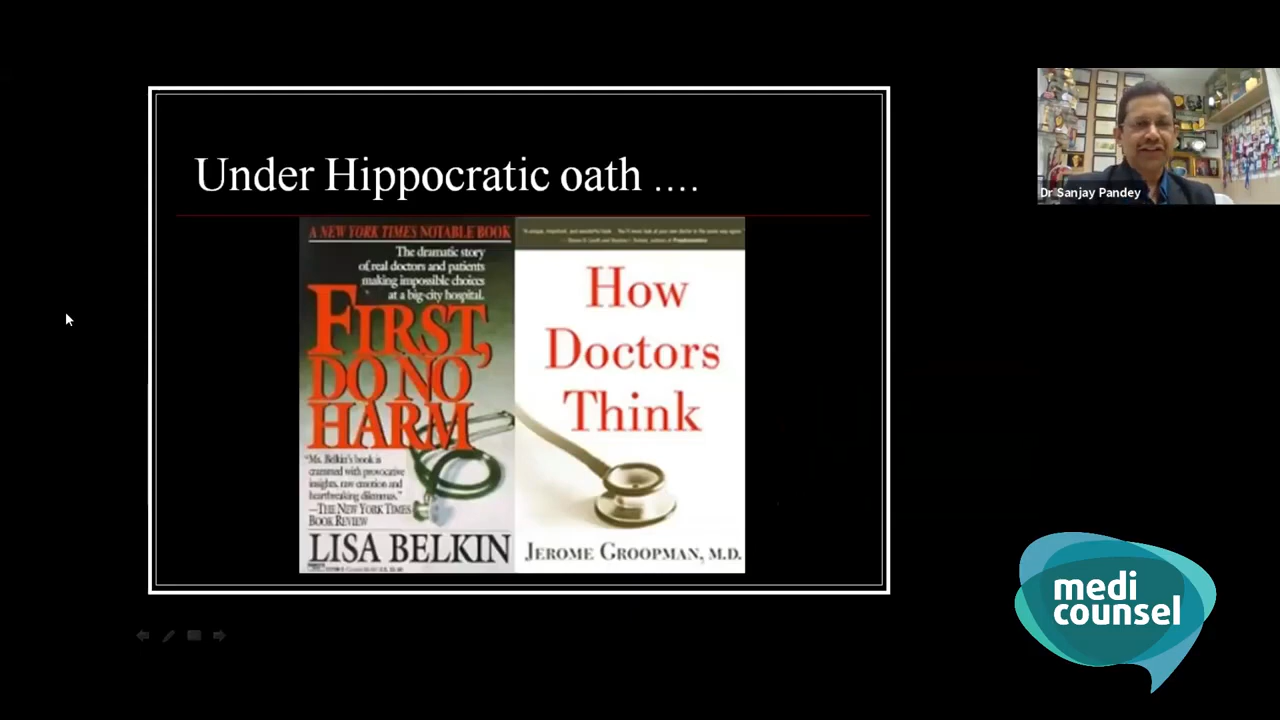 Under Hippocratic oath ....
A NEW YORK TIMES NOTABLE BOOK
The dramatic story
of real doctors and patients
making impossible choices
at a big-city hospital.
FIRST,
DO NO
HARM
"Ms. Belkin's book is
crammed with provocative
insights, raw emotion and
heartbreaking dilemmas."
—THE NEW YORK TIMES
BOOK REVIEW
LISA BELKIN
How
Doctors
Think
JEROME GROOPMAN, M.D.
Dr Sanjay Pandey
medi
counsel